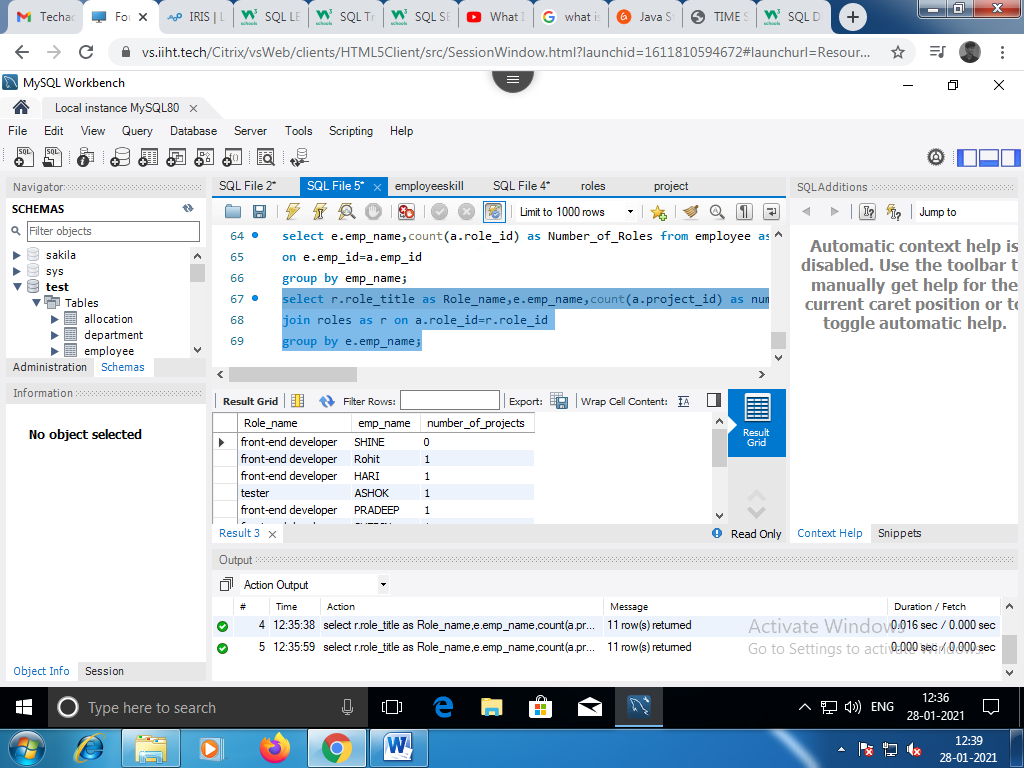 Techac
Fou
IRIS | L
SQL LE
SQL Tr
SQL SE
What I
what is
Java S
TIME S
SQL D
vs.iiht.tech/Citrix/vsWeb/clients/HTML5Client/src/SessionWindow.html?launchid=1611810594672#launchurl=Resour...
MySQL Workbench
Local instance MySQL80
File Edit View Query Database Server Tools Scripting Help
Navigator
SQL File 2*
SQL File 5*
employeeskill
SQL File 4*
roles
project
SQLAdditions
SCHEMAS
Filter objects
Limit to 1000 rows
Jump to
sakila
sys
test
Tables
allocation
department
employee
Administration Schemas
Information
No object selected
64 select e.emp_name,count(a.role_id) as Number_of_Roles from employee as
65 on e.emp_id=a.emp_id
66 group by emp_name;
67 select r.role_title as Role_name,e.emp_name,count(a.project_id) as num
68 join roles as r on a.role_id=r.role_id
69 group by e.emp_name;
Automatic context help is
disabled. Use the toolbar t
manually get help for the
current caret position or to
toggle automatic help.
Result Grid
Filter Rows:
Export:
Wrap Cell Content:
Result
Grid
Role_name emp_name number_of_projects
front-end developer SHINE 0
front-end developer Rohit 1
front-end developer HARI 1
tester ASHOK 1
front-end developer PRADEEP 1
Result 3
Read Only
Context Help Snippets
Output
Action Output
# Time Action Message Duration / Fetch
4 12:35:38 select r.role_title as Role_name,e.emp_name,count(a.pr... 11 row(s) returned 0.016 sec / 0.000 sec
5 12:35:59 select r.role_title as Role_name,e.emp_name,count(a.pr... 11 row(s) returned 0.000 sec / 0.000 sec
Activate Windows
Go to Settings to activate Windows.
Object Info Session
Type here to search
ENG
12:36
28-01-2021
12:39
28-01-2021